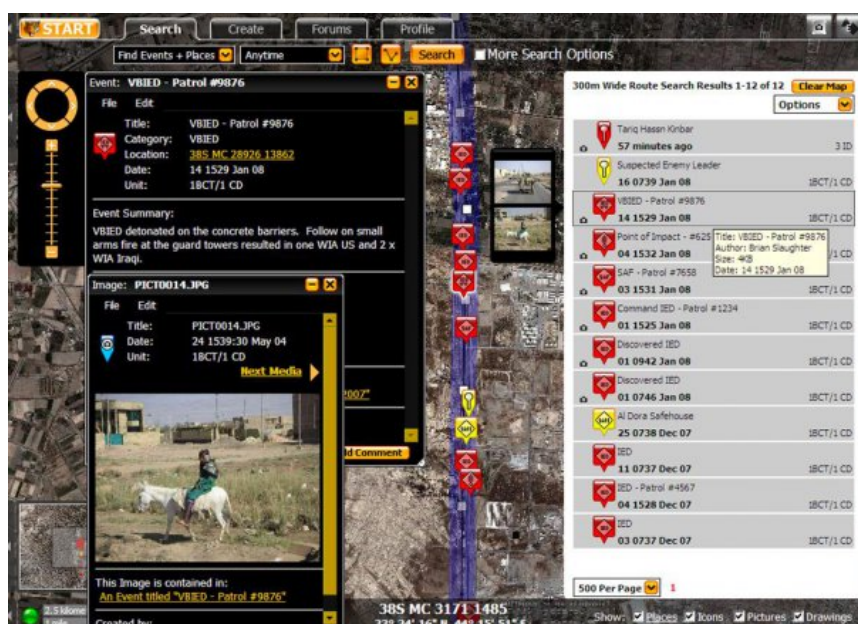 START
Search
Create
Forums
Profile
Find Events + Places
Anytime
Search
More Search Options
Event: VBIED - Patrol #9876
File Edit
Title: VBIED - Patrol #9876
Category: VBIED
Location: 38S MC 28926 13862
Date: 14 1529 Jan 08
Unit: 1BCT/1 CD
Event Summary:
VBIED detonated on the concrete barriers. Follow on small
arms fire at the guard towers resulted in one WIA US and 2 x
WIA Iraqi.
2007"
Comment
Image: PICT0014.JPG
File Edit
Title: PICT0014.JPG
Date: 24 1539:30 May 04
Unit: 1BCT/1 CD
Next Media
This Image is contained in:
An Event titled "VBIED - Patrol #9876"
Created by:
300m Wide Route Search Results 1-12 of 12
Clear Map
Options
Tariq Hassn Kinbar
57 minutes ago 3 ID
Suspected Enemy Leader
16 0739 Jan 08 1BCT/1 CD
VBIED - Patrol #9876
14 1529 Jan 08 1BCT/1 CD
Point of Impact - #625
04 1532 Jan 08 1BCT/1 CD
Title: VBIED - Patrol #9876
Author: Brian Slaughter
Size: 4KB
Date: 14 1529 Jan 08
SAF - Patrol #7658
03 1531 Jan 08 1BCT/1 CD
Command IED - Patrol #1234
01 1525 Jan 08 1BCT/1 CD
Discovered IED
01 0942 Jan 08 1BCT/1 CD
Discovered IED
01 0746 Jan 08 1BCT/1 CD
Al Dora Safehouse
25 0738 Dec 07 1BCT/1 CD
IED
11 0737 Dec 07 1BCT/1 CD
IED - Patrol #4567
04 1528 Dec 07 1BCT/1 CD
IED
03 0737 Dec 07 1BCT/1 CD
500 Per Page 1
Show: Places Icons Pictures Drawings
2.5 kilome
38S MC 3171 1485